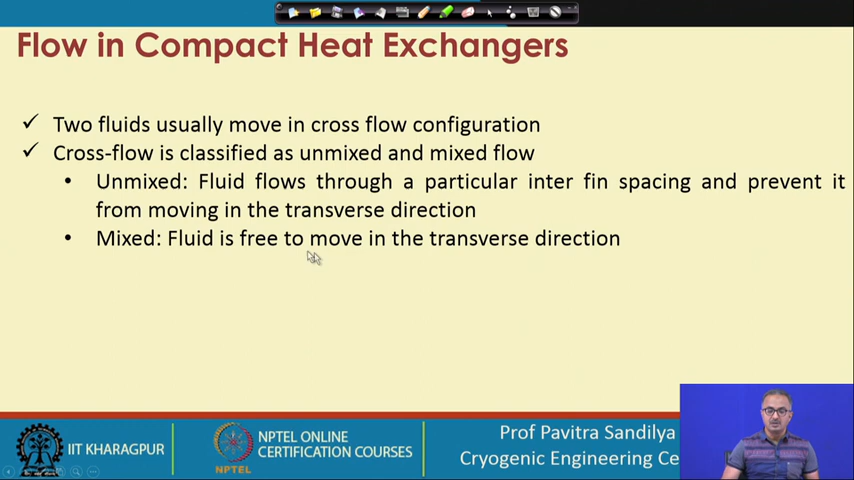 Flow in Compact Heat Exchangers
✓ Two fluids usually move in cross flow configuration
✓ Cross-flow is classified as unmixed and mixed flow
• Unmixed: Fluid flows through a particular inter fin spacing and prevent it
from moving in the transverse direction
• Mixed: Fluid is free to move in the transverse direction
IIT KHARAGPUR
NPTEL
NPTEL ONLINE
CERTIFICATION COURSES
Prof Pavitra Sandilya
Cryogenic Engineering Ce